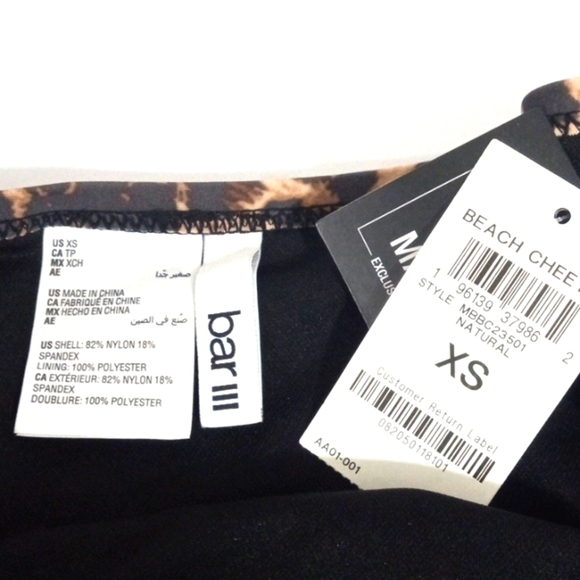 US XS
CA TP
MX XCH
AE صغير جدًا
US MADE IN CHINA
CA FABRIQUÉ EN CHINE
MX HECHO EN CHINA
AE صُنع في الصين
US SHELL: 82% NYLON 18%
SPANDEX
LINING: 100% POLYESTER
CA EXTÉRIEUR: 82% NYLON 18%
SPANDEX
DOUBLURE: 100% POLYESTER
bar III
BEACH CHEE
1 96139 37986 2
STYLE MBBC23501
NATURAL
XS
Customer Return Label
082050118101
AA01-001